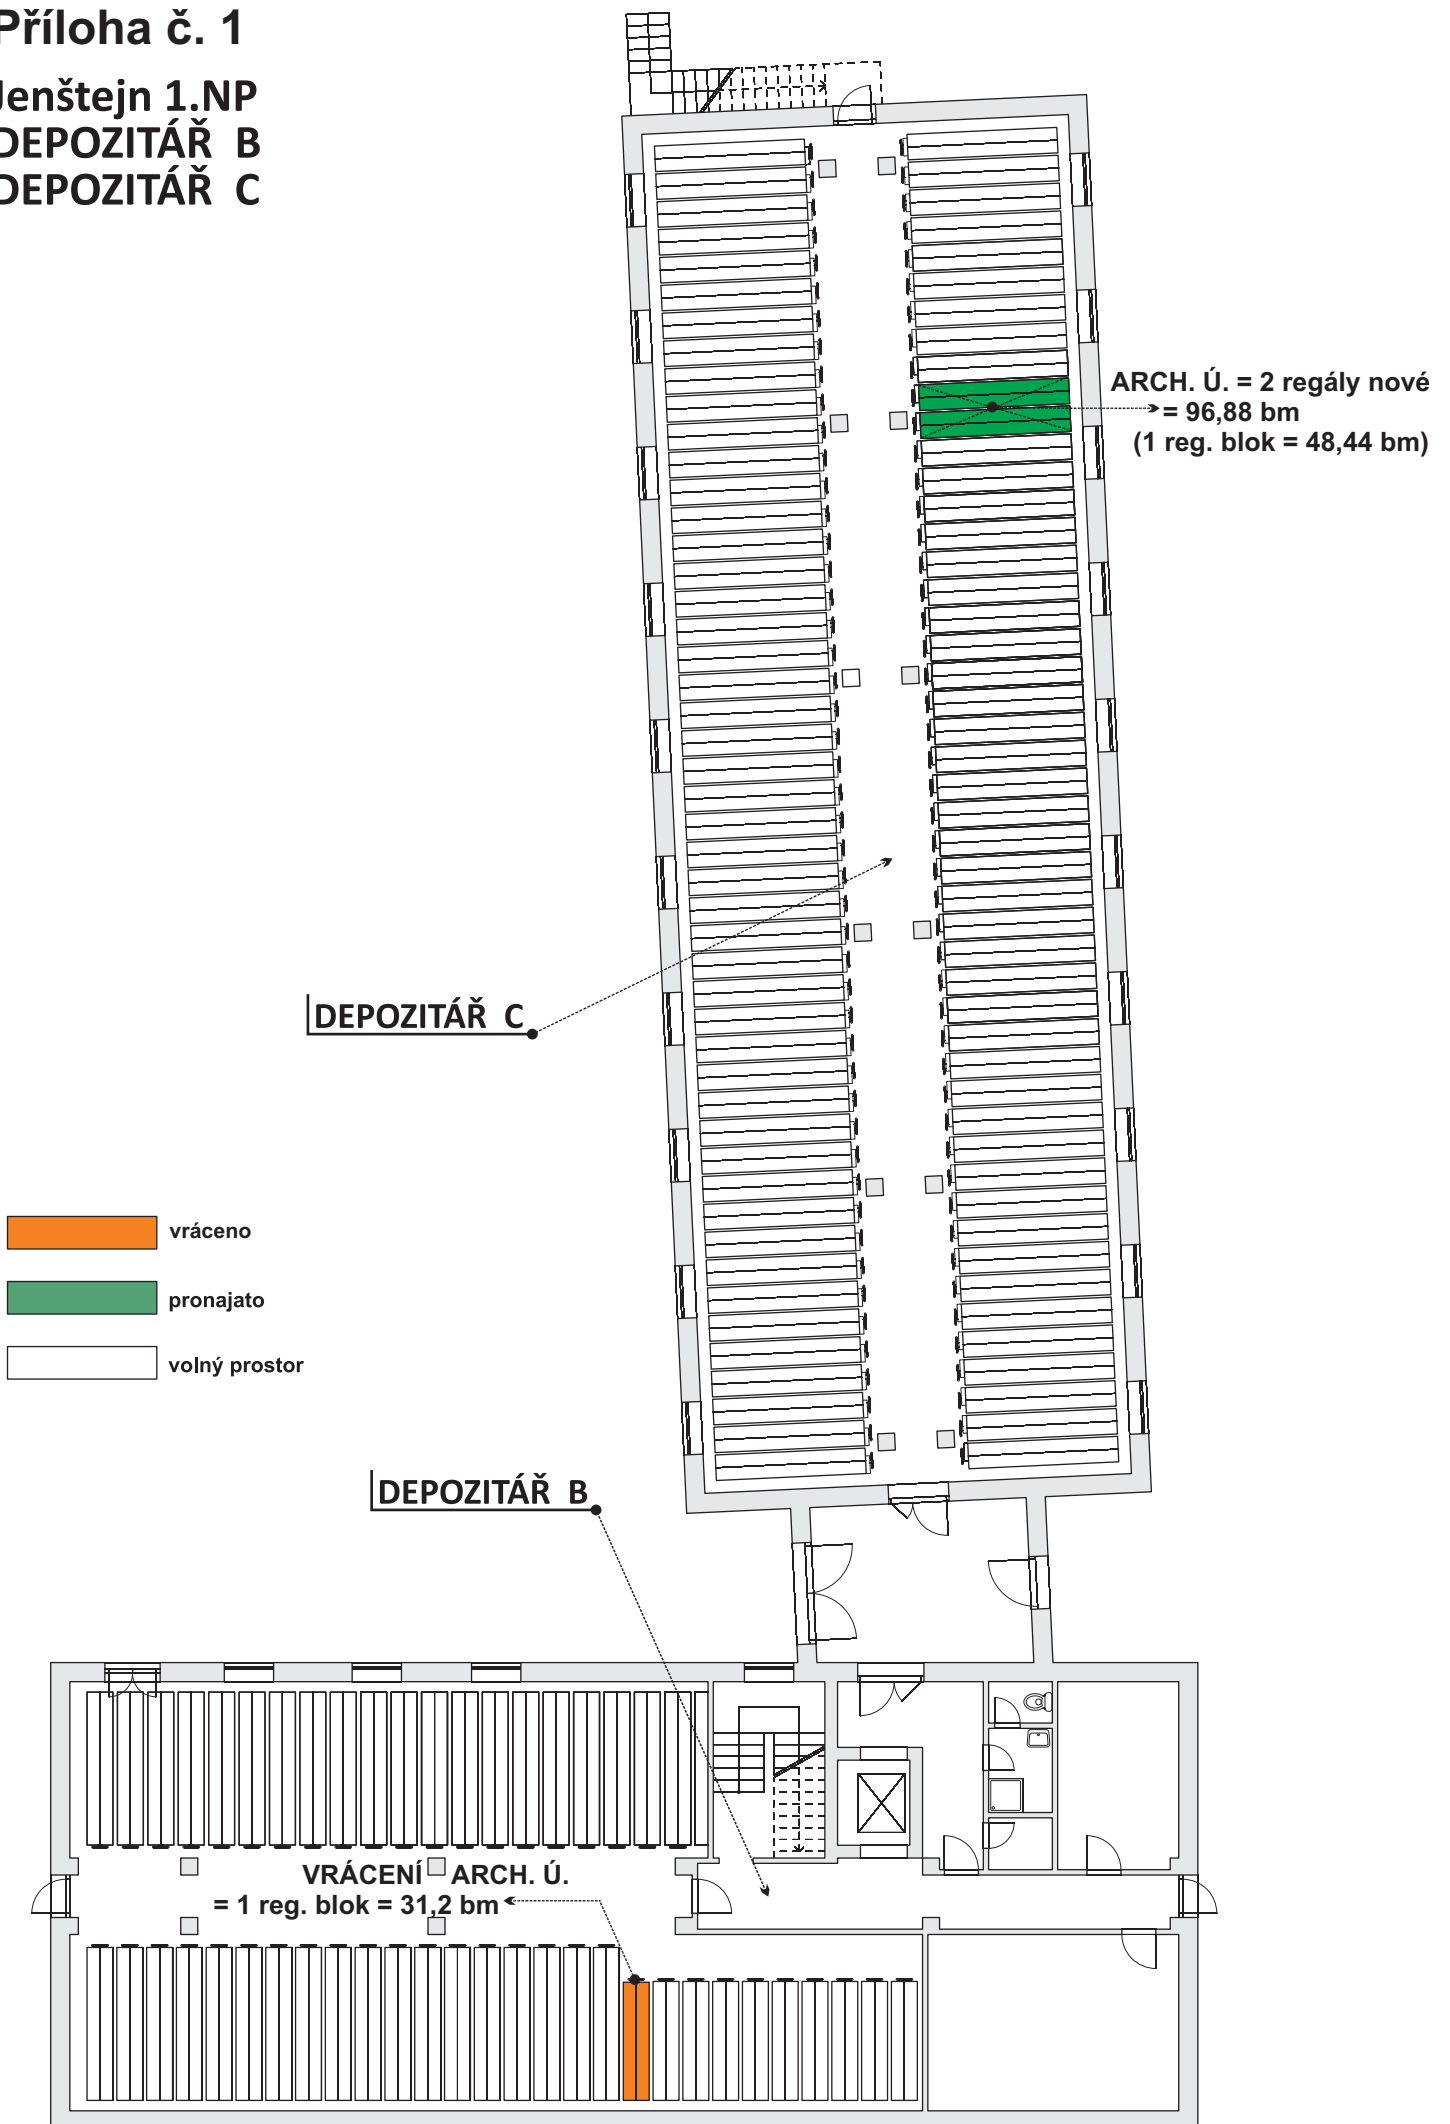 Příloha č. 1
Jenštejn 1.NP
DEPOZITÁŘ B
DEPOZITÁŘ C
ARCH. Ú. = 2 regály nové
= 96,88 bm
(1 reg. blok = 48,44 bm)
DEPOZITÁŘ C
vráceno
pronajato
volný prostor
DEPOZITÁŘ B
VRÁCENÍ ARCH. Ú.
= 1 reg. blok = 31,2 bm